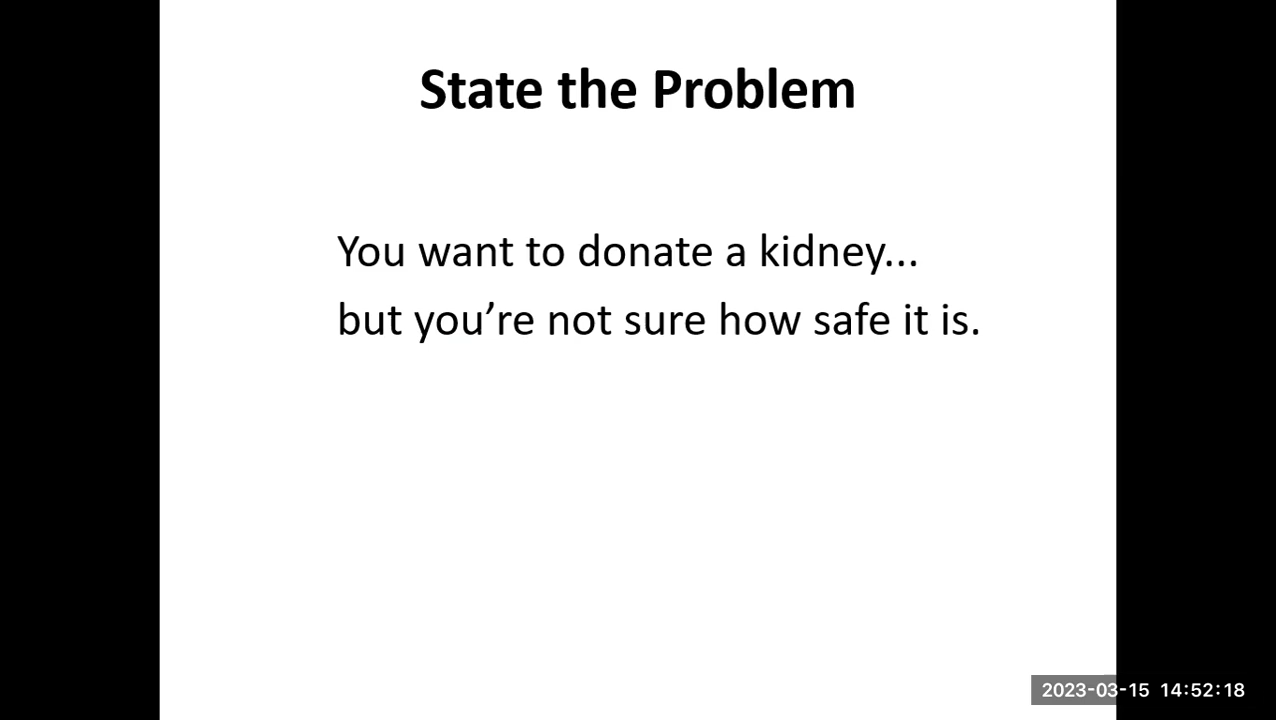 State the Problem
You want to donate a kidney...
but you’re not sure how safe it is.
2023-03-15 14:52:18